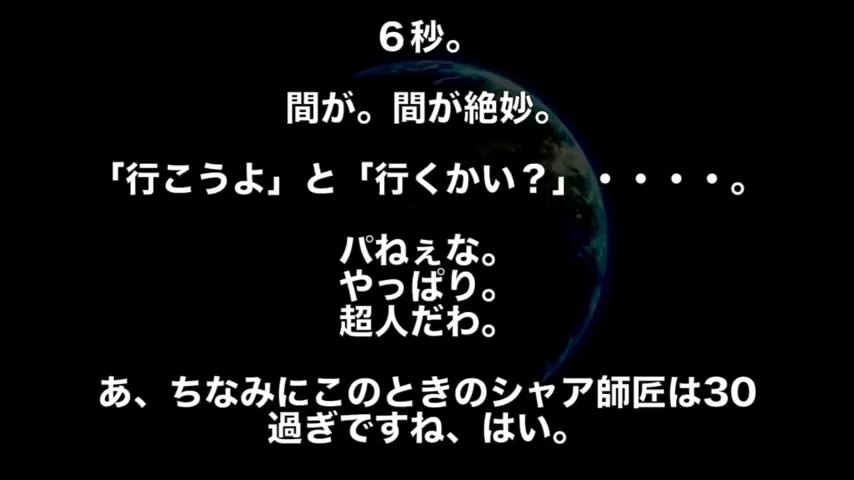 ６秒。
間が。間が絶妙。
「行こうよ」と「行くかい？」・・・・。
パねぇな。
やっぱり。
超人だわ。
あ、ちなみにこのときのシャア師匠は30
過ぎですね、はい。